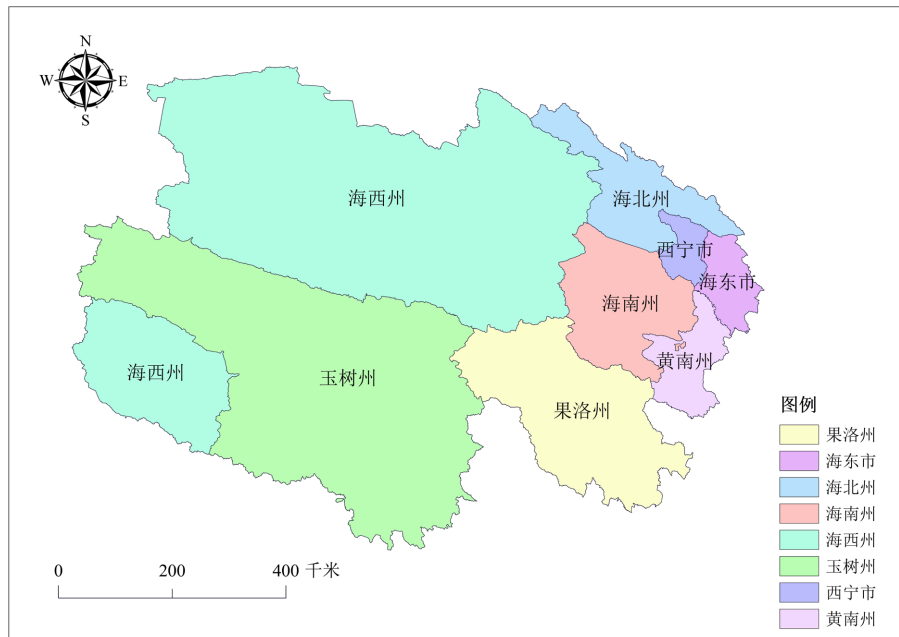 N
W E
S
海西州
海北州
西宁市
海东市
海南州
黄南州
海西州
玉树州
果洛州
图例
果洛州
海东市
海北州
海南州
海西州
玉树州
西宁市
黄南州
0 200 400 千米